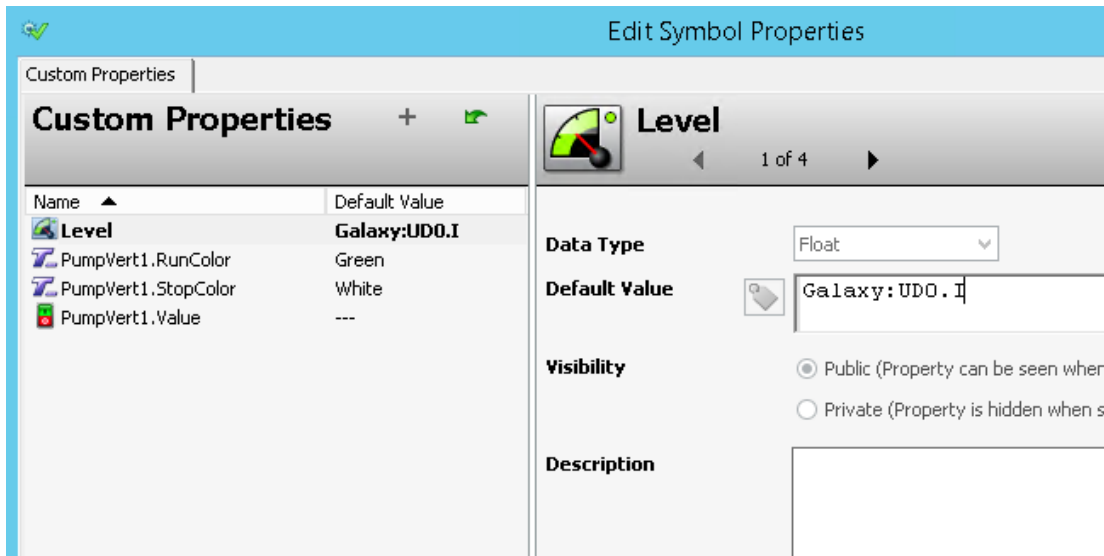 Edit Symbol Properties
Custom Properties
Custom Properties
Name Default Value
Level Galaxy:UD0.I
PumpVert1.RunColor Green
PumpVert1.StopColor White
PumpVert1.Value ---
Level
1 of 4
Data Type Float
Default Value Galaxy:UDO.I
Visibility Public (Property can be seen when
Private (Property is hidden when s
Description